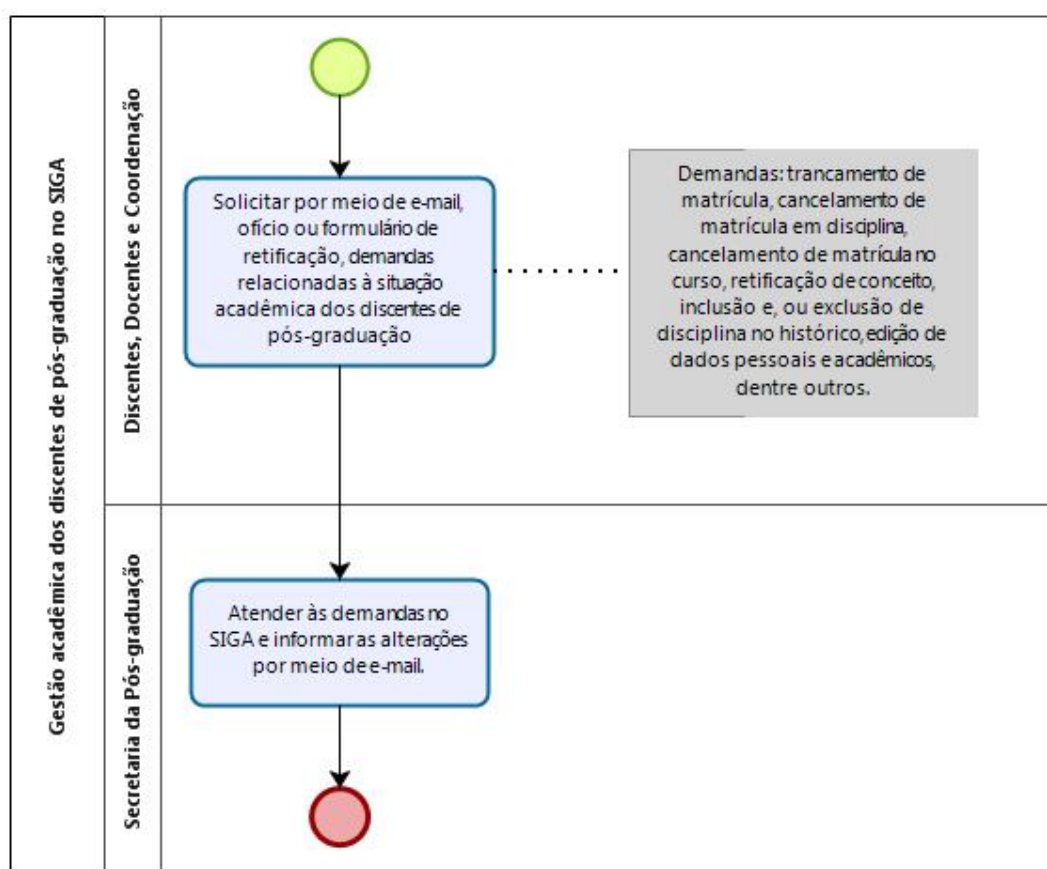 Gestão acadêmica dos discentes de pós-graduação no SIGA
Discentes, Docentes e Coordenação
Solicitar por meio de e-mail,
ofício ou formulário de
retificação, demandas
relacionadas à situação
acadêmica dos discentes de
pós-graduação
Demandas: trancamento de
matrícula, cancelamento de
matrícula em disciplina,
cancelamento de matrícula no
curso, retificação de conceito,
inclusão e, ou exclusão de
disciplina no histórico, edição de
dados pessoais e acadêmicos,
dentre outros.
Secretaria da Pós-graduação
Atender às demandas no
SIGA e informar as alterações
por meio de e-mail.